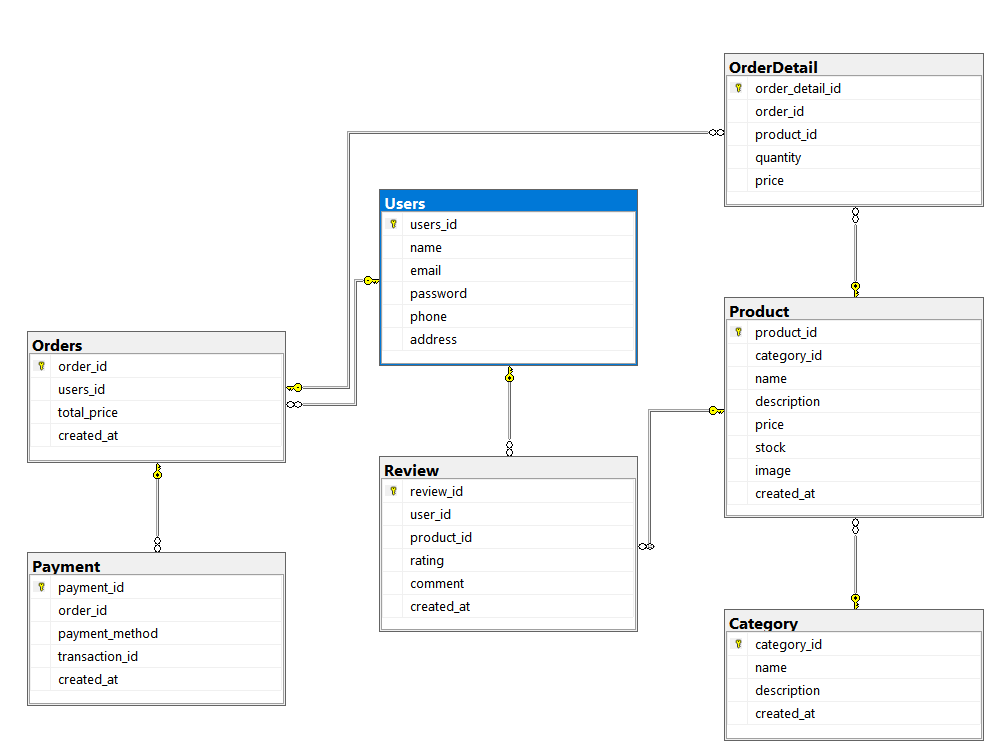 OrderDetail
order_detail_id
order_id
product_id
quantity
price
Users
users_id
name
email
password
phone
address
Orders
order_id
users_id
total_price
created_at
Product
product_id
category_id
name
description
price
stock
image
created_at
Review
review_id
user_id
product_id
rating
comment
created_at
Payment
payment_id
order_id
payment_method
transaction_id
created_at
Category
category_id
name
description
created_at